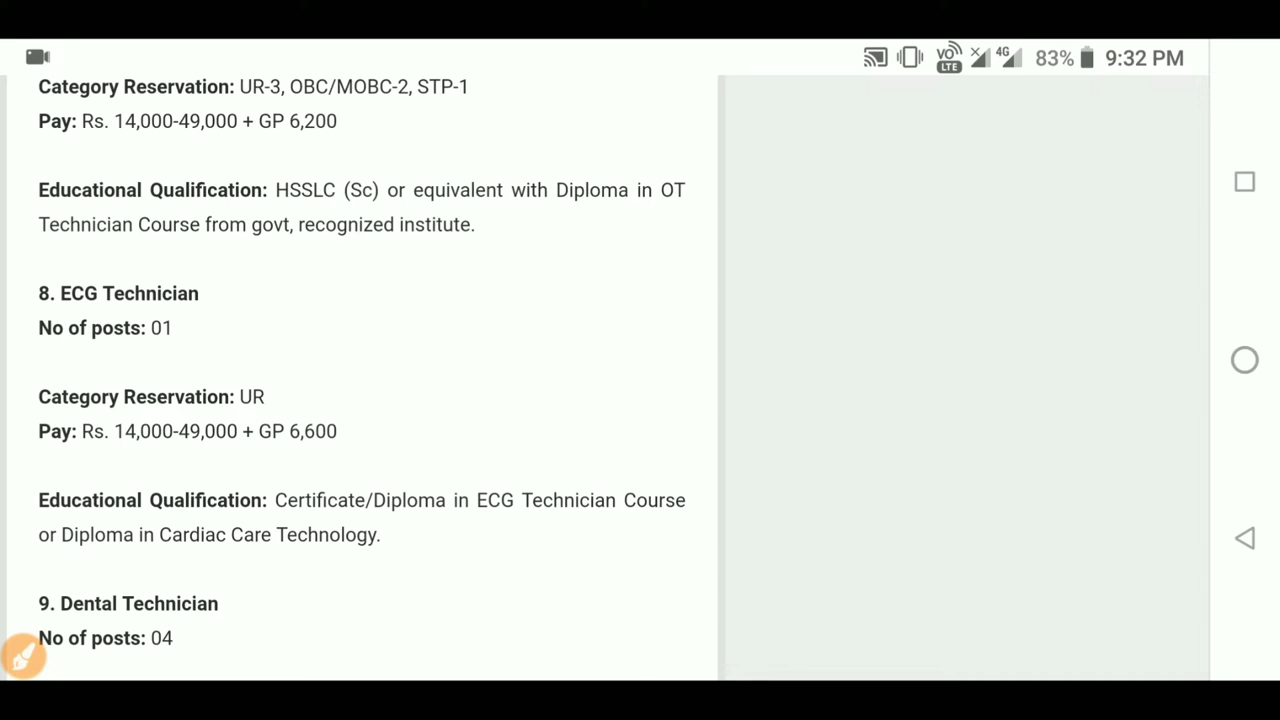 VO LTE 4G 83% 9:32 PM
Category Reservation: UR-3, OBC/MOBC-2, STP-1
Pay: Rs. 14,000-49,000 + GP 6,200
Educational Qualification: HSSLC (Sc) or equivalent with Diploma in OT
Technician Course from govt, recognized institute.
8. ECG Technician
No of posts: 01
Category Reservation: UR
Pay: Rs. 14,000-49,000 + GP 6,600
Educational Qualification: Certificate/Diploma in ECG Technician Course
or Diploma in Cardiac Care Technology.
9. Dental Technician
No of posts: 04